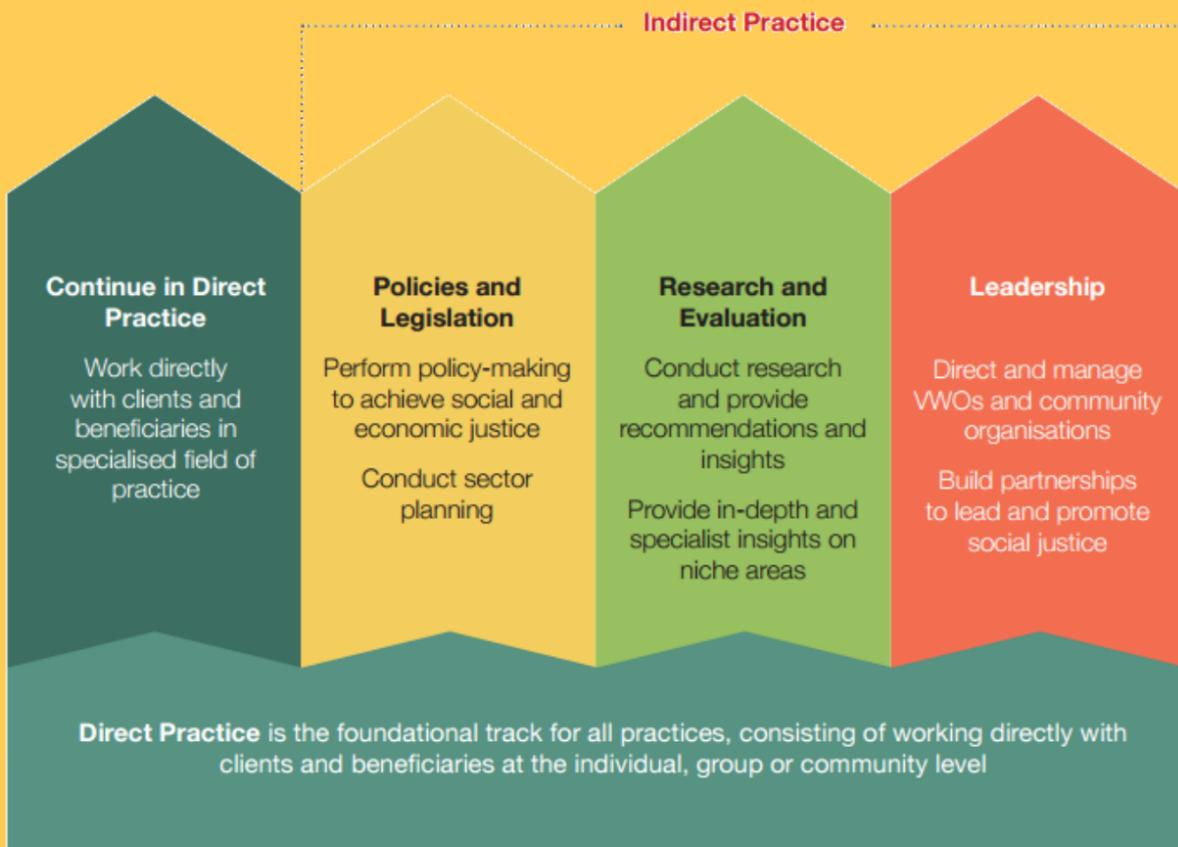 Indirect Practice
Continue in Direct
Practice
Work directly
with clients and
beneficiaries in
specialised field of
practice
Policies and
Legislation
Perform policy-making
to achieve social and
economic justice
Conduct sector
planning
Research and
Evaluation
Conduct research
and provide
recommendations and
insights
Provide in-depth and
specialist insights on
niche areas
Leadership
Direct and manage
VWOs and community
organisations
Build partnerships
to lead and promote
social justice
Direct Practice is the foundational track for all practices, consisting of working directly with
clients and beneficiaries at the individual, group or community level